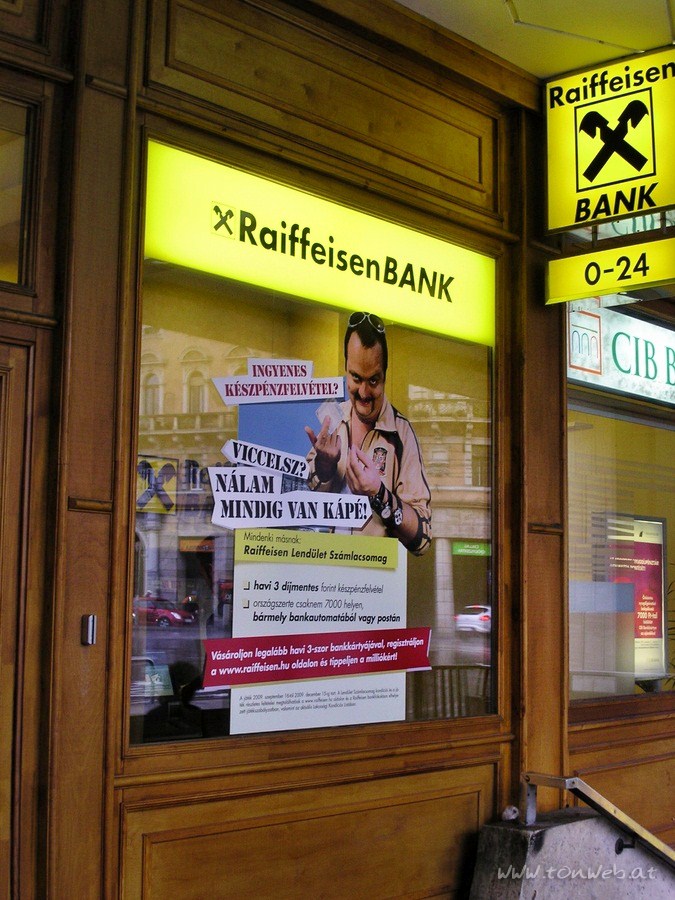 Raiffeisen
BANK
0-24
RaiffeisenBANK
CIB B
INGYENES
KÉSZPÉNZFELVÉTEL?
VICCELSZ?
NÁLAM
MINDIG VAN KÁPÉ!
Mindenki másnak:
Raiffeisen Lendület Számlacsomag
havi 3 díjmentes forint készpénzfelvétel
országszerte csaknem 7000 helyen,
bármely bankautomatából vagy postán
Vásároljon legalább havi 3-szor bankkártyájával, regisztráljon
a www.raiffeisen.hu oldalon és tippeljen a milliókért!
www.tonweb.at